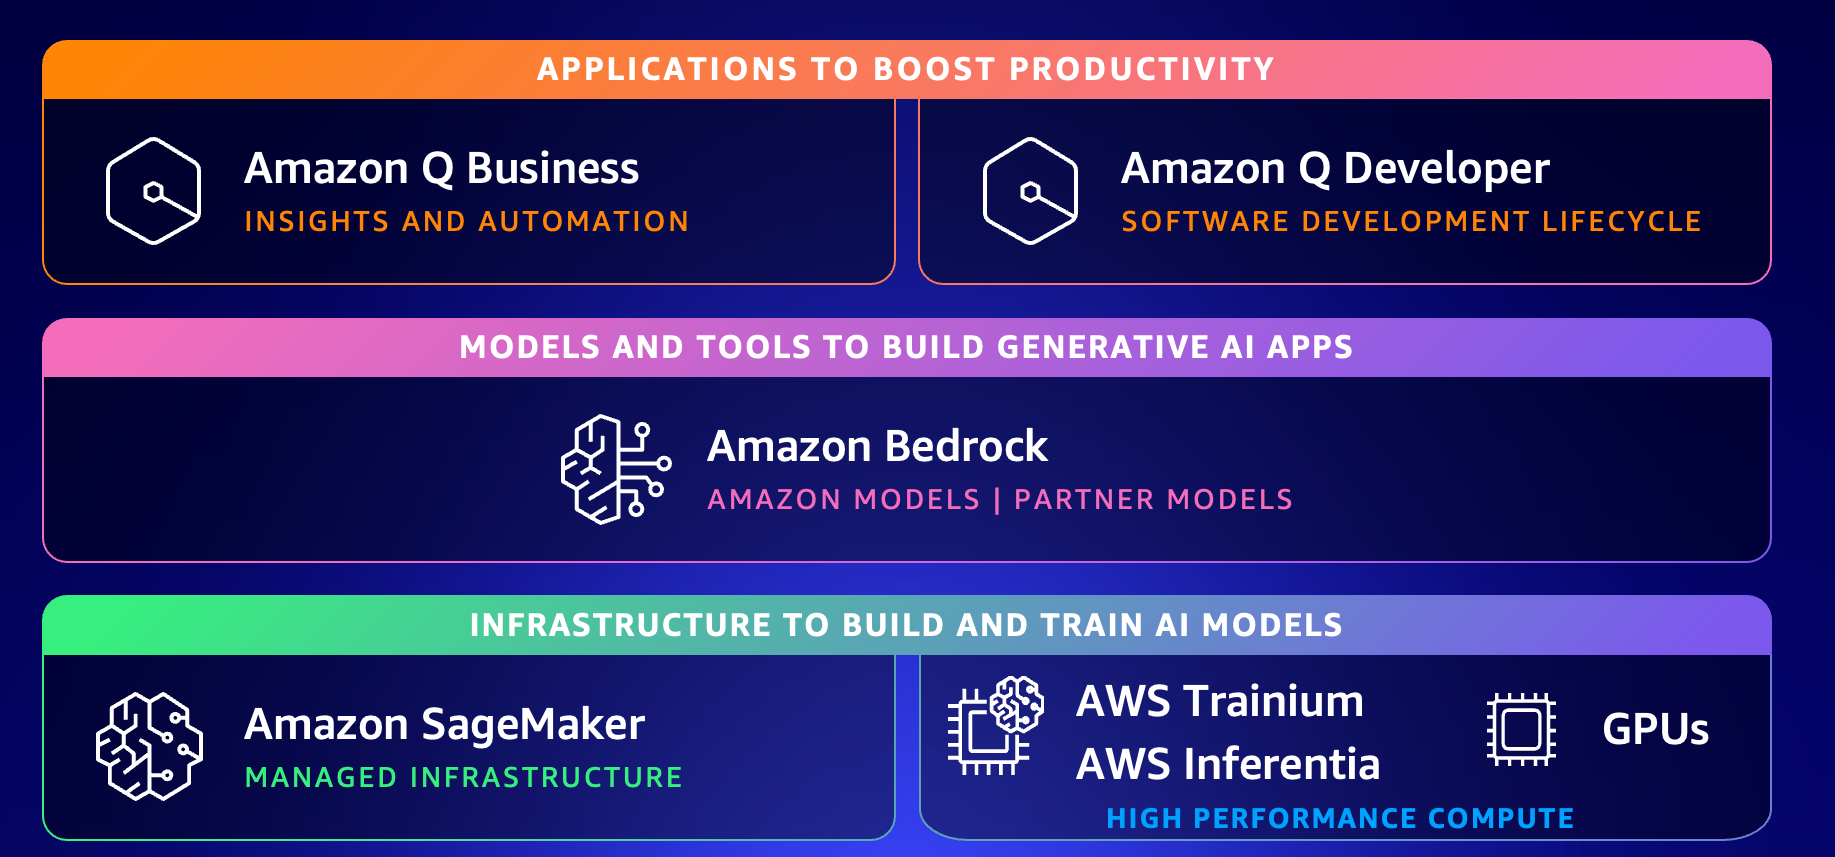 APPLICATIONS TO BOOST PRODUCTIVITY
Amazon Q Business
INSIGHTS AND AUTOMATION
Amazon Q Developer
SOFTWARE DEVELOPMENT LIFECYCLE
MODELS AND TOOLS TO BUILD GENERATIVE AI APPS
Amazon Bedrock
AMAZON MODELS | PARTNER MODELS
INFRASTRUCTURE TO BUILD AND TRAIN AI MODELS
Amazon SageMaker
MANAGED INFRASTRUCTURE
AWS Trainium
AWS Inferentia
GPUs
HIGH PERFORMANCE COMPUTE